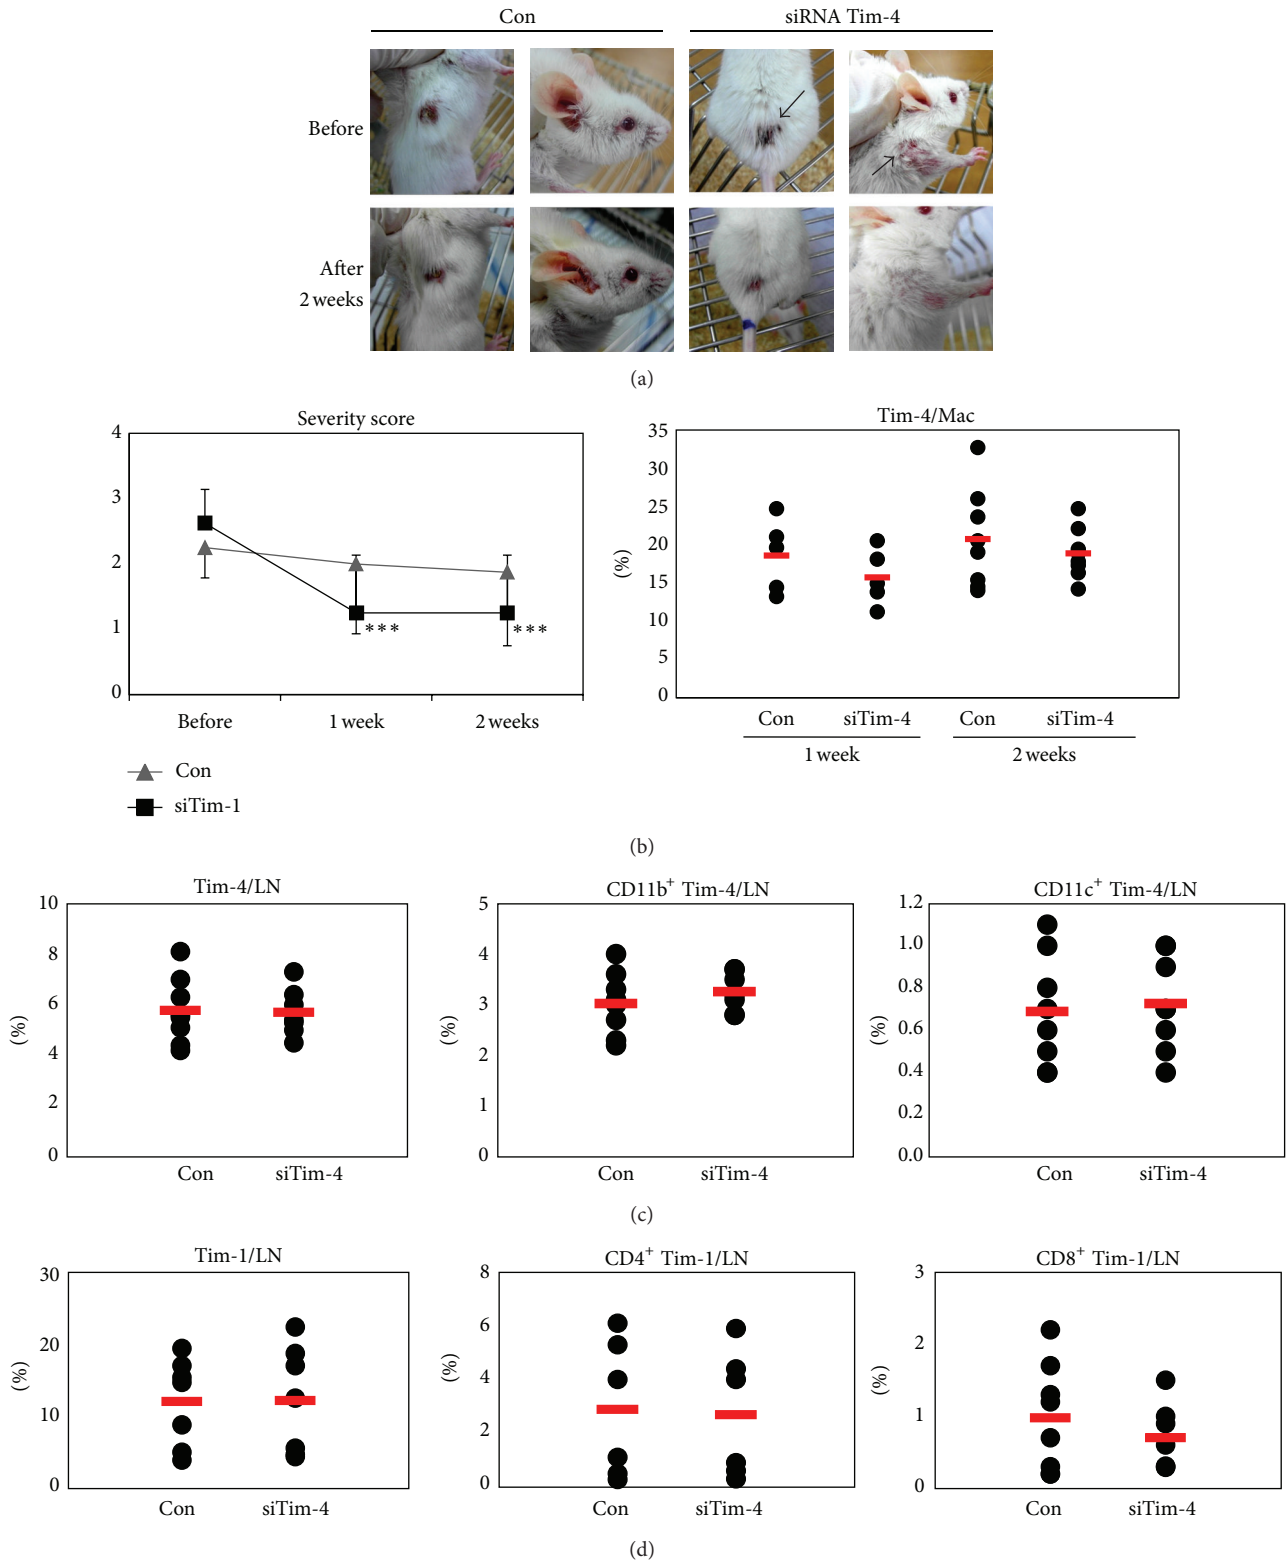 Con siRNA Tim-4
Before
After
2 weeks
(a)
Severity score
4
3
2
1
0
Before 1 week 2 weeks
Con
siTim-1
*** ***
Tim-4/Mac
35
30
25
20
15
10
5
0
(%)
Con siTim-4 Con siTim-4
1 week 2 weeks
(b)
Tim-4/LN
10
8
6
4
2
0
(%)
Con siTim-4
CD11b+ Tim-4/LN
5
4
3
2
1
0
(%)
Con siTim-4
CD11c+ Tim-4/LN
1.2
1.0
0.8
0.6
0.4
0.2
0.0
(%)
Con siTim-4
(c)
Tim-1/LN
30
20
10
0
(%)
Con siTim-4
CD4+ Tim-1/LN
8
6
4
2
0
(%)
Con siTim-4
CD8+ Tim-1/LN
3
2
1
0
(%)
Con siTim-4
(d)